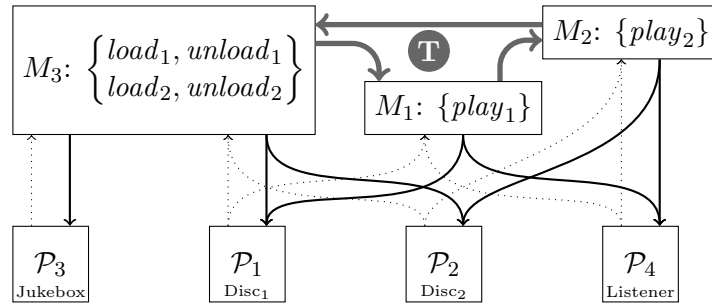 M₃: {load₁, unload₁
load₂, unload₂}
T
M₁: {play₁}
M₂: {play₂}
𝒫₃
Jukebox
𝒫₁
Disc₁
𝒫₂
Disc₂
𝒫₄
Listener